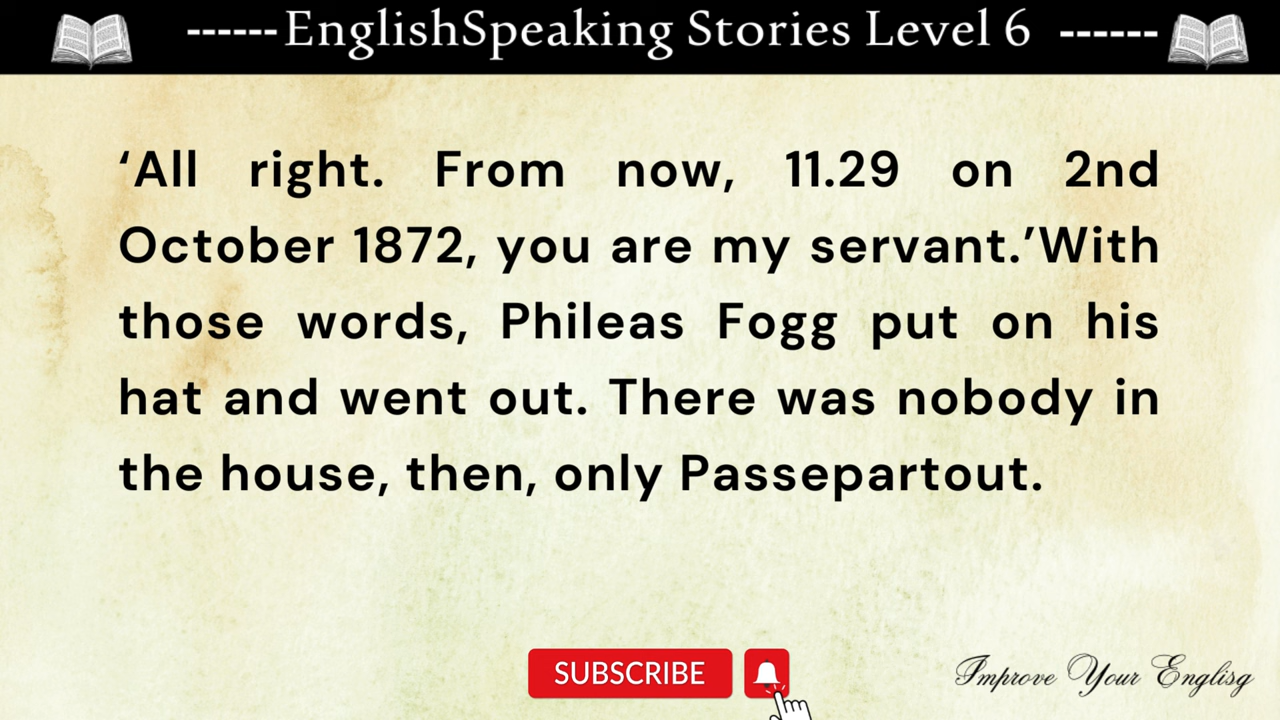 ------EnglishSpeaking Stories Level 6 ------
‘All right. From now, 11.29 on 2nd
October 1872, you are my servant.’With
those words, Phileas Fogg put on his
hat and went out. There was nobody in
the house, then, only Passepartout.
SUBSCRIBE
Improve Your Englisg